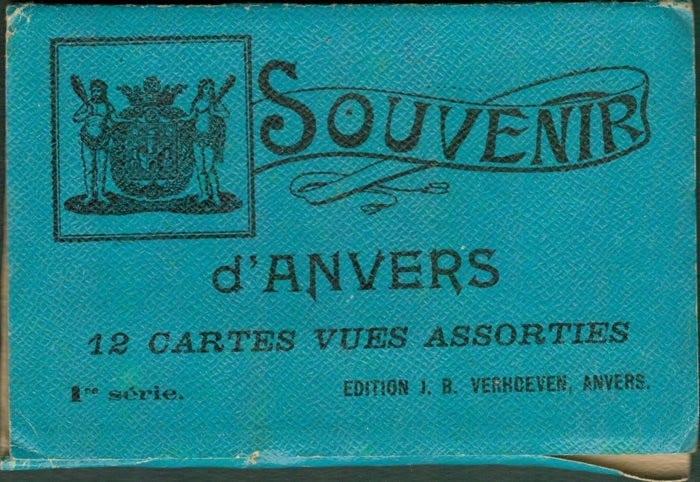 SOUVENIR
d'ANVERS
12 CARTES VUES ASSORTIES
1re série.
EDITION J. B. VERHOEVEN, ANVERS.